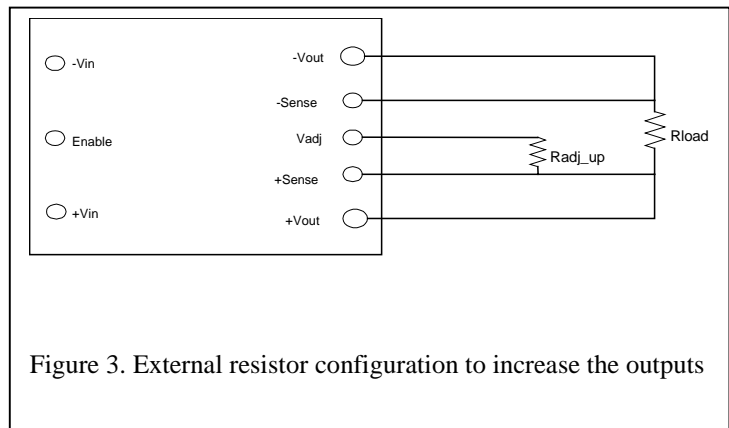 -Vin
Enable
+Vin
-Vout
-Sense
Vadj
+Sense
+Vout
Radj_up
Rload
Figure 3. External resistor configuration to increase the outputs